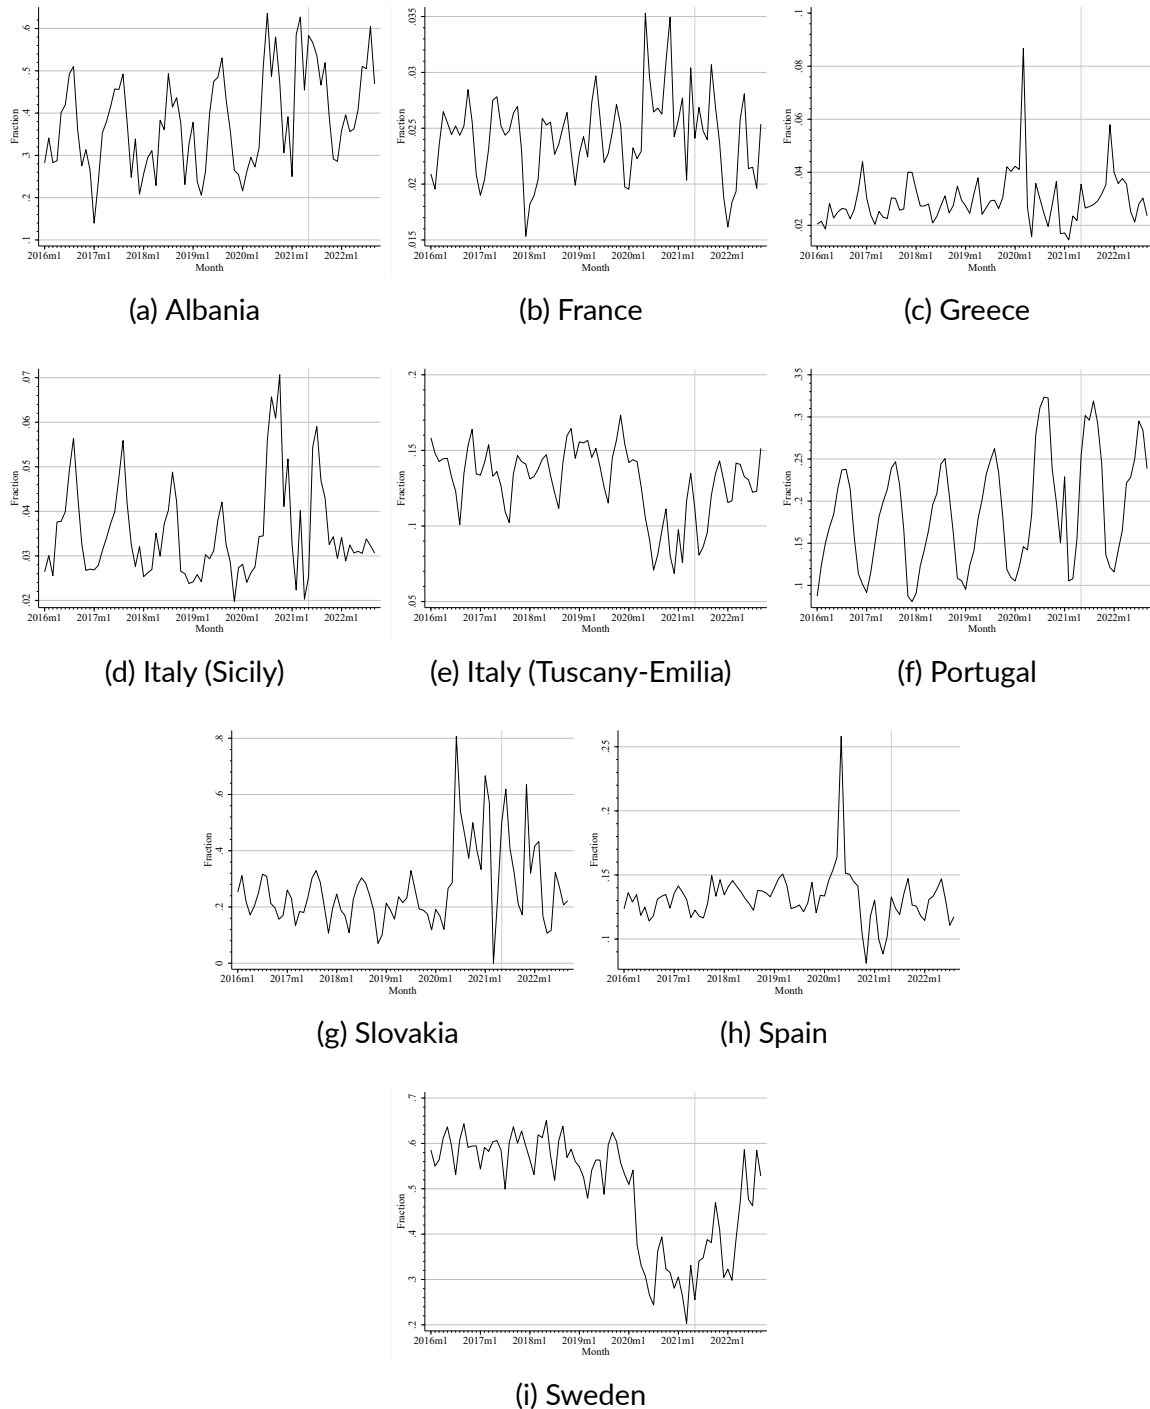 .6
.5
.4
.3
.2
.1
Fraction
2016m1 2017m1 2018m1 2019m1 2020m1 2021m1 2022m1
Month
(a) Albania
.035
.03
.025
.02
.015
Fraction
2016m1 2017m1 2018m1 2019m1 2020m1 2021m1 2022m1
Month
(b) France
.1
.08
.06
.04
.02
Fraction
2016m1 2017m1 2018m1 2019m1 2020m1 2021m1 2022m1
Month
(c) Greece
.07
.06
.05
.04
.03
.02
Fraction
2016m1 2017m1 2018m1 2019m1 2020m1 2021m1 2022m1
Month
(d) Italy (Sicily)
.2
.15
.1
.05
Fraction
2016m1 2017m1 2018m1 2019m1 2020m1 2021m1 2022m1
Month
(e) Italy (Tuscany-Emilia)
.35
.3
.25
.2
.15
.1
Fraction
2016m1 2017m1 2018m1 2019m1 2020m1 2021m1 2022m1
Month
(f) Portugal
.8
.6
.4
.2
0
Fraction
2016m1 2017m1 2018m1 2019m1 2020m1 2021m1 2022m1
Month
(g) Slovakia
.25
.2
.15
.1
Fraction
2016m1 2017m1 2018m1 2019m1 2020m1 2021m1 2022m1
Month
(h) Spain
.7
.6
.5
.4
.3
.2
Fraction
2016m1 2017m1 2018m1 2019m1 2020m1 2021m1 2022m1
Month
(i) Sweden